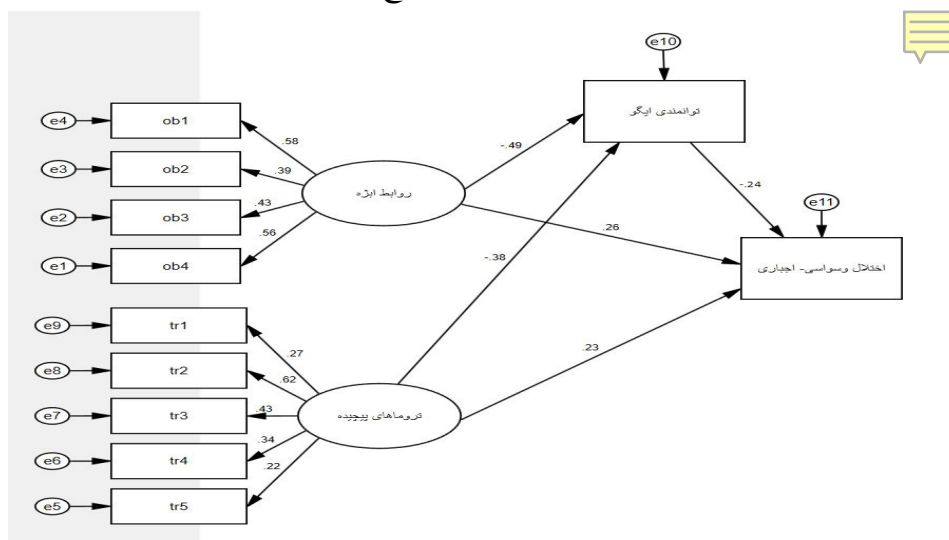 e10
توانمندی ایگو
e4
ob1
.58
-.49
e3
ob2
.39
-.24
روابط ابژه
e11
e2
ob3
.43
.26
.56
e1
ob4
-.38
اختلال وسواسی- اجباری
e9
tr1
.27
.23
e8
tr2
.62
e7
tr3
.43
تروماهای پیچیده
.34
e6
tr4
.22
e5
tr5